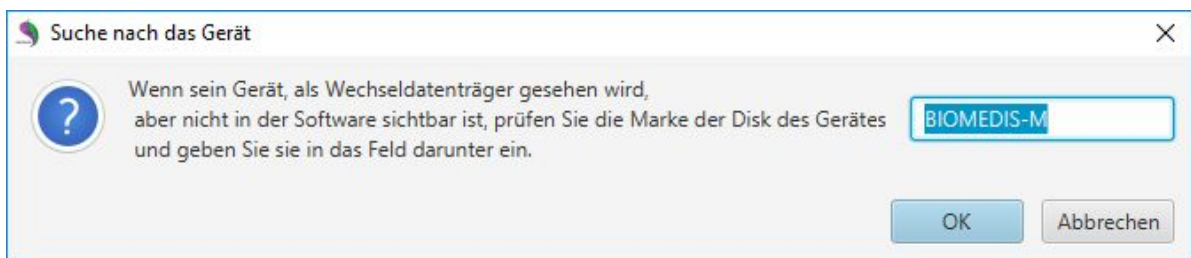 Suche nach das Gerät
Wenn sein Gerät, als Wechseldatenträger gesehen wird,
aber nicht in der Software sichtbar ist, prüfen Sie die Marke der Disk des Gerätes
und geben Sie sie in das Feld darunter ein.
BIOMEDIS-M
OK
Abbrechen